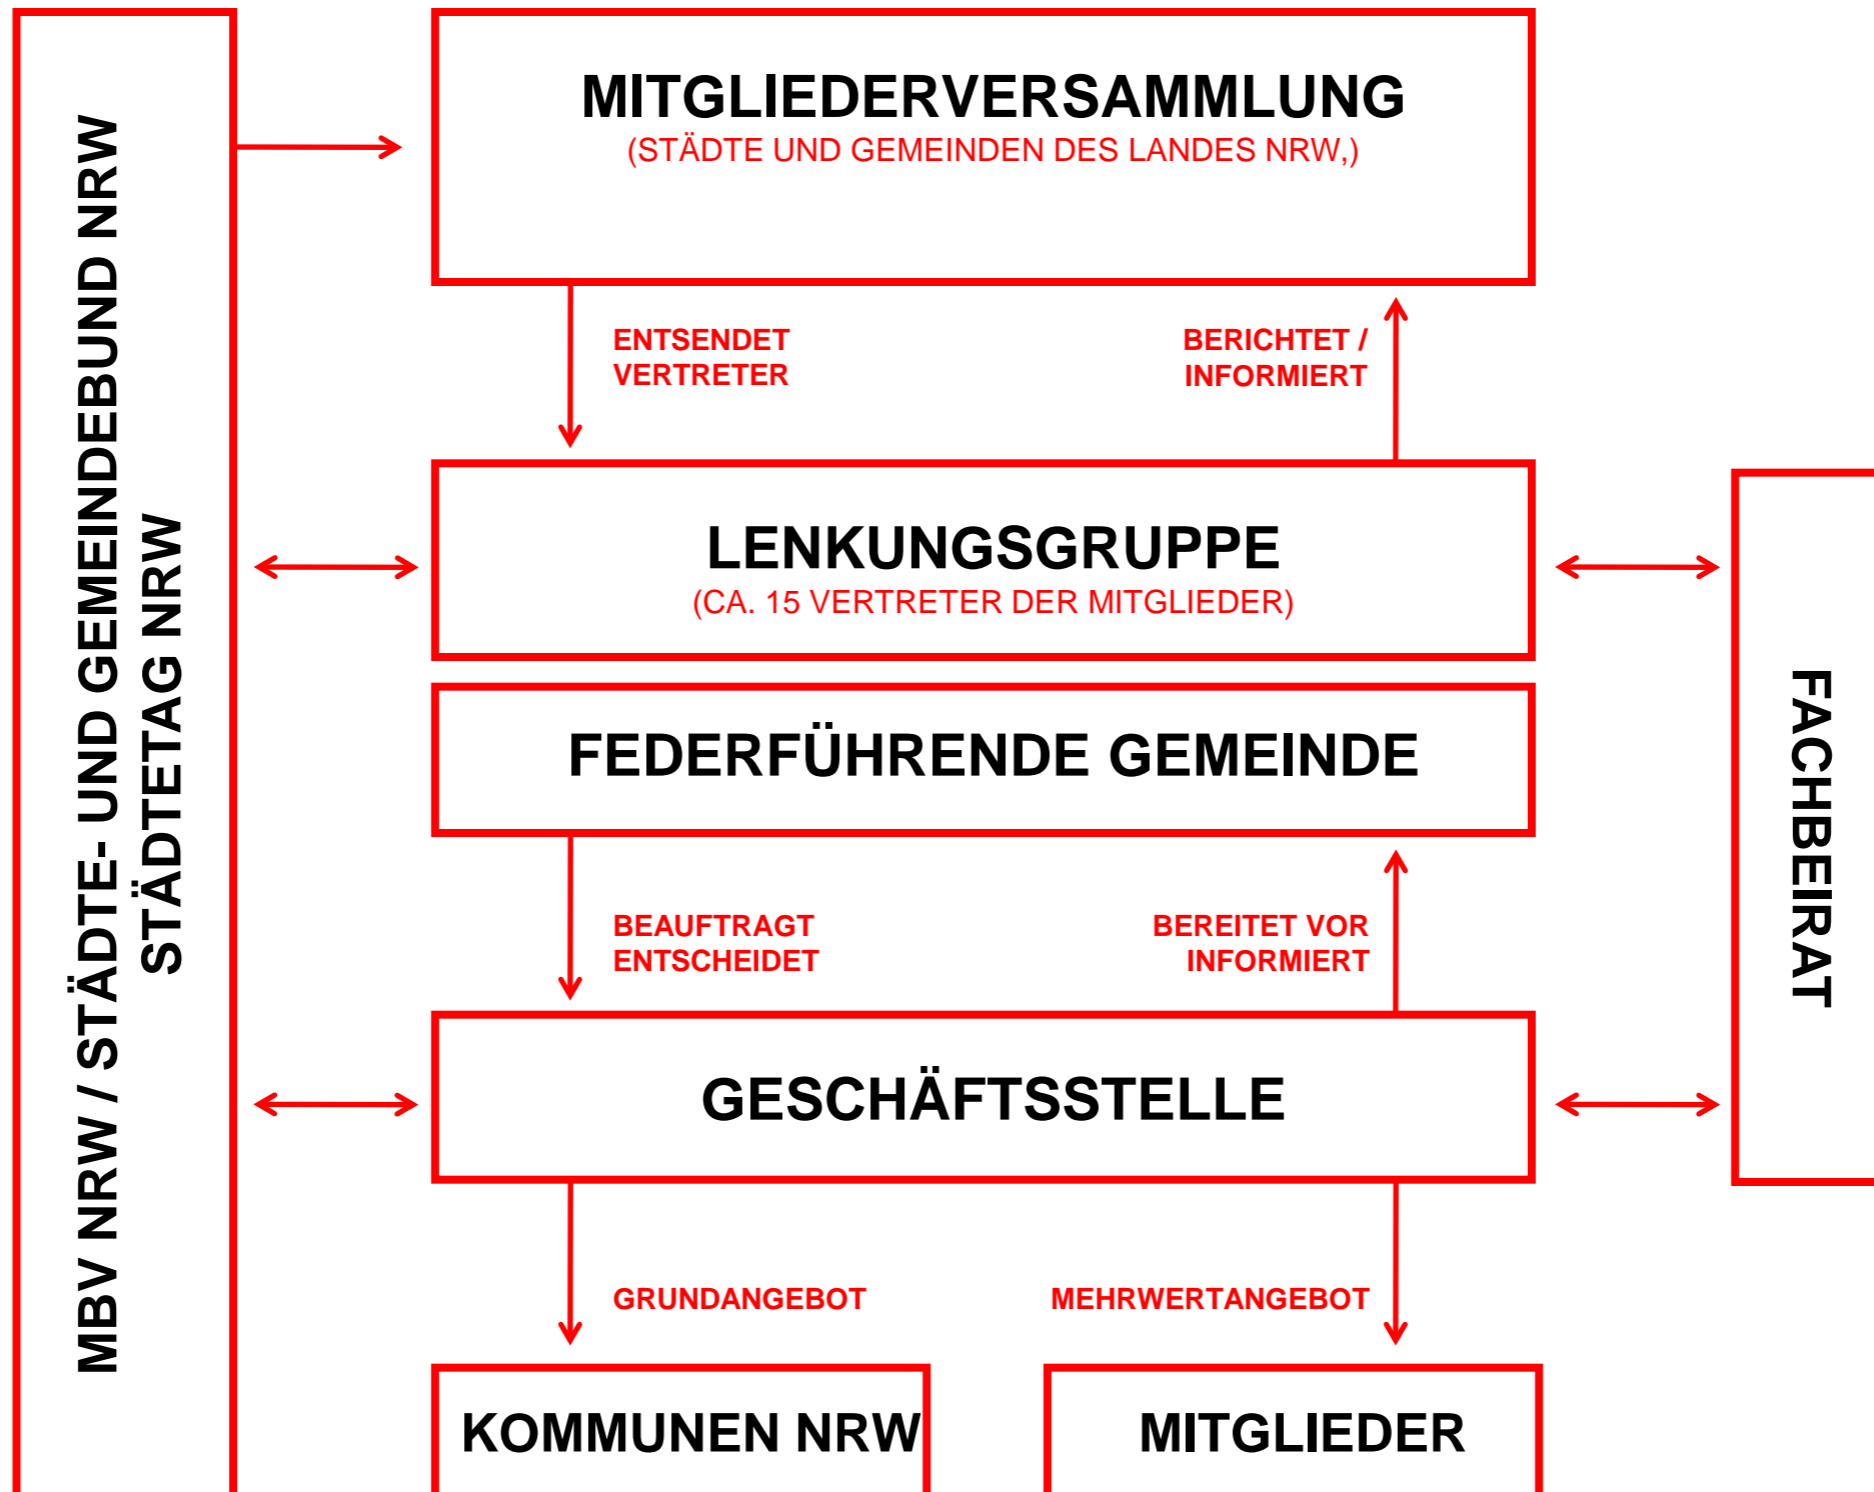 MBV NRW / STÄDTE- UND GEMEINDEBUND NRW
STÄDTETAG NRW
MITGLIEDERVERSAMMLUNG
(STÄDTE UND GEMEINDEN DES LANDES NRW,)
ENTSENDET
VERTRETER
BERICHTET /
INFORMIERT
LENKUNGSGRUPPE
(CA. 15 VERTRETER DER MITGLIEDER)
FEDERFÜHRENDE GEMEINDE
BEAUFTRAGT
ENTSCHEIDET
BEREITET VOR
INFORMIERT
GESCHÄFTSSTELLE
GRUNDANGEBOT
MEHRWERTANGEBOT
KOMMUNEN NRW
MITGLIEDER
FACHBEIRAT